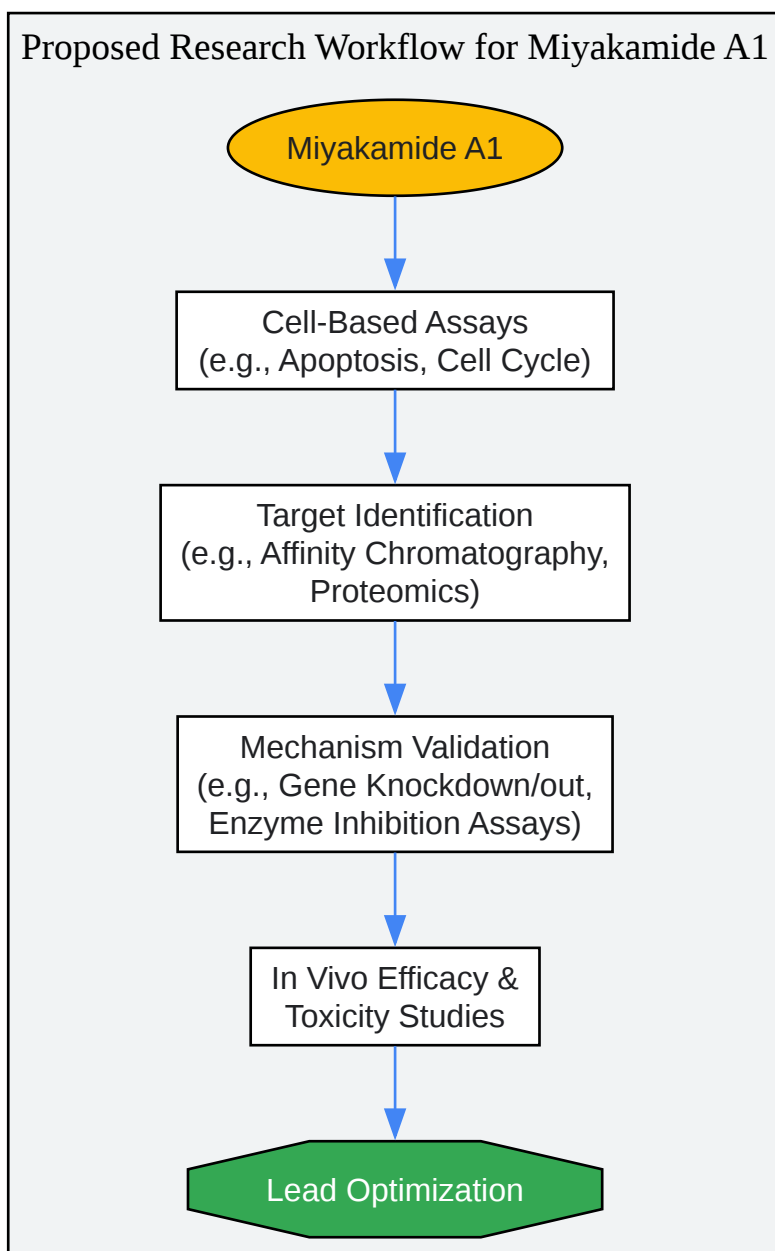 Proposed Research Workflow for Miyakamide A1
Miyakamide A1
Cell-Based Assays
(e.g., Apoptosis, Cell Cycle)
Target Identification
(e.g., Affinity Chromatography,
Proteomics)
Mechanism Validation
(e.g., Gene Knockdown/out,
Enzyme Inhibition Assays)
In Vivo Efficacy &
Toxicity Studies
Lead Optimization